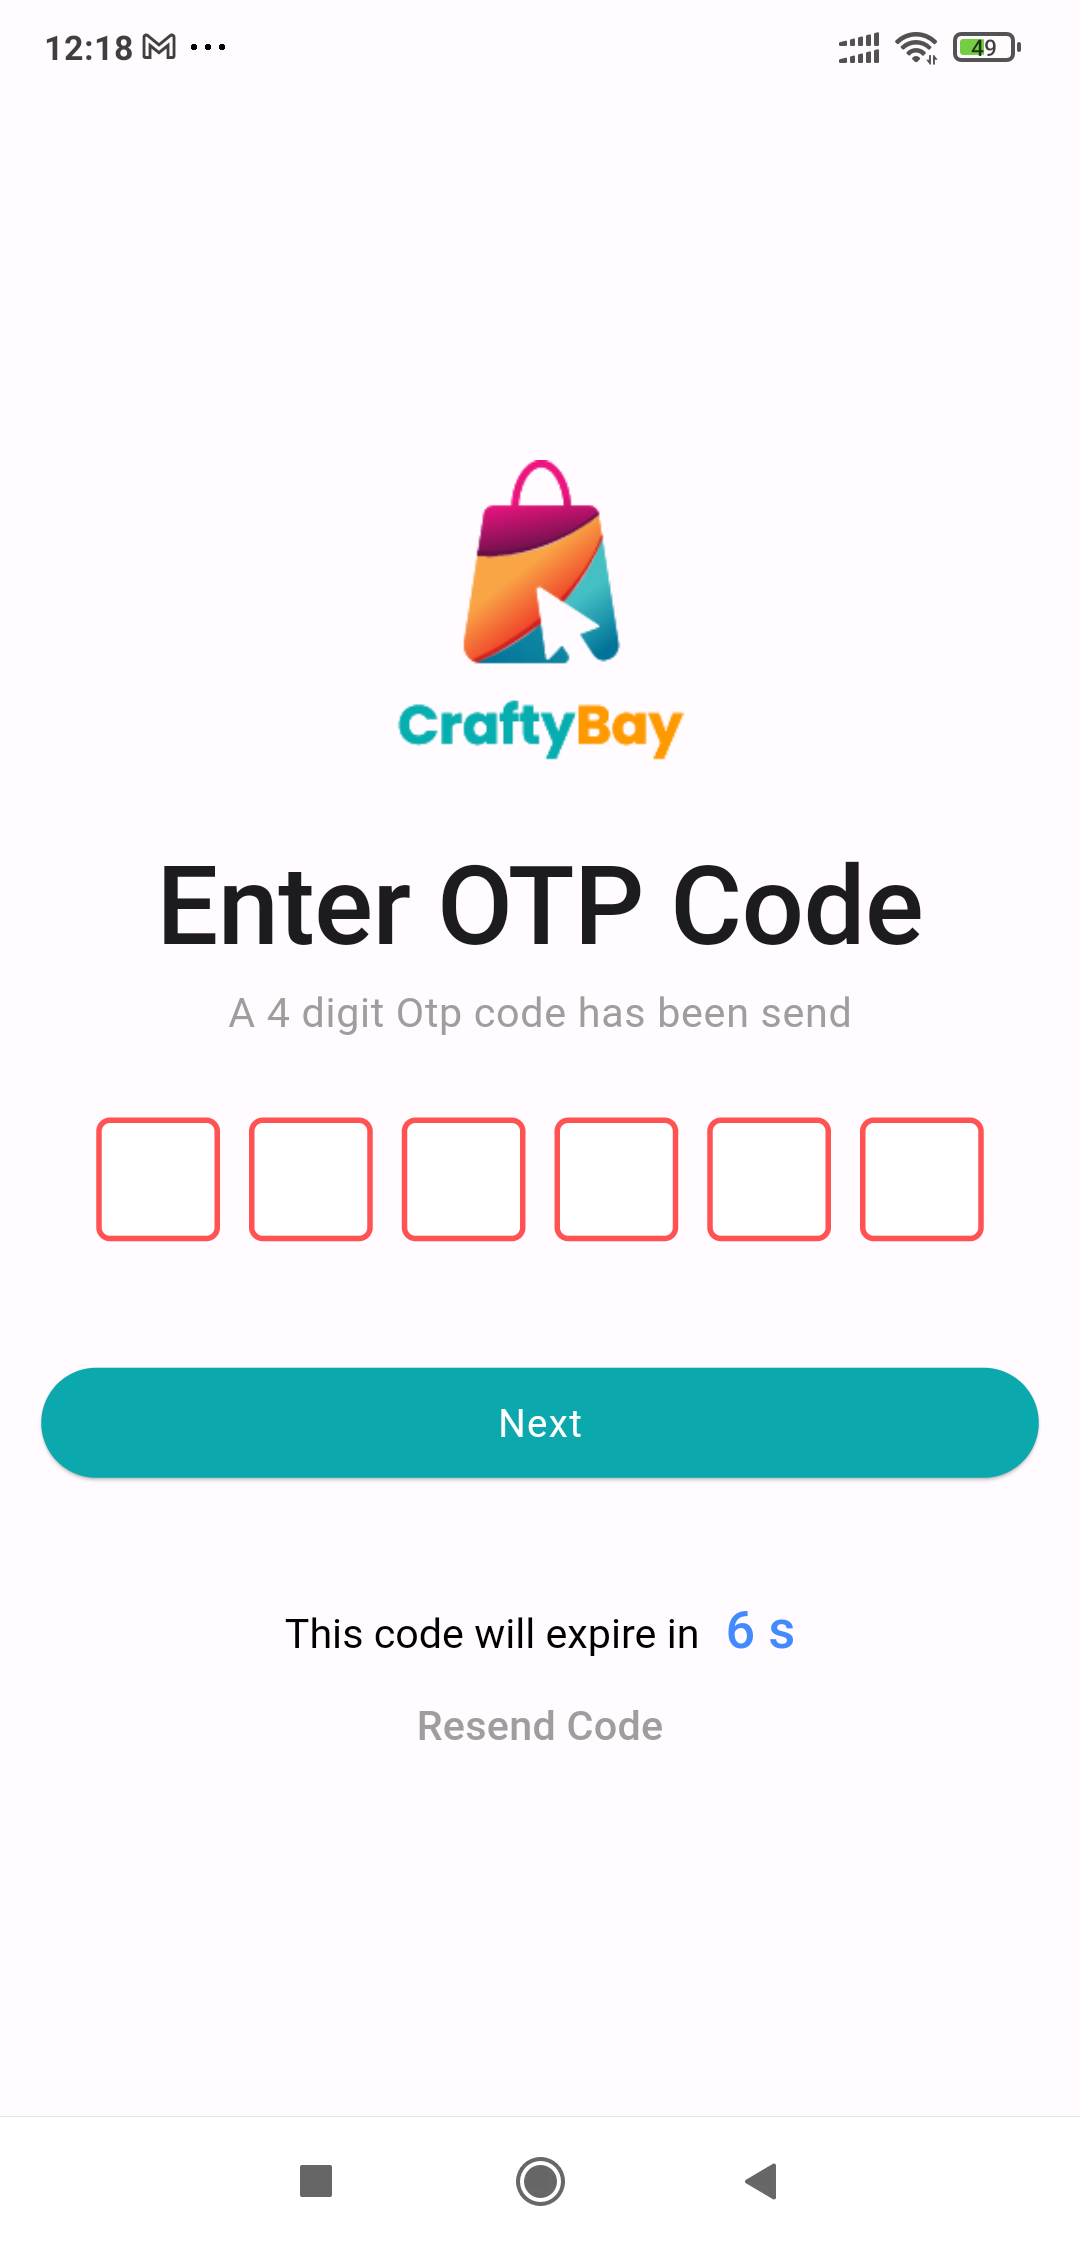 12:18
49
CraftyBay
Enter OTP Code
A 4 digit Otp code has been send
Next
This code will expire in 6 s
Resend Code